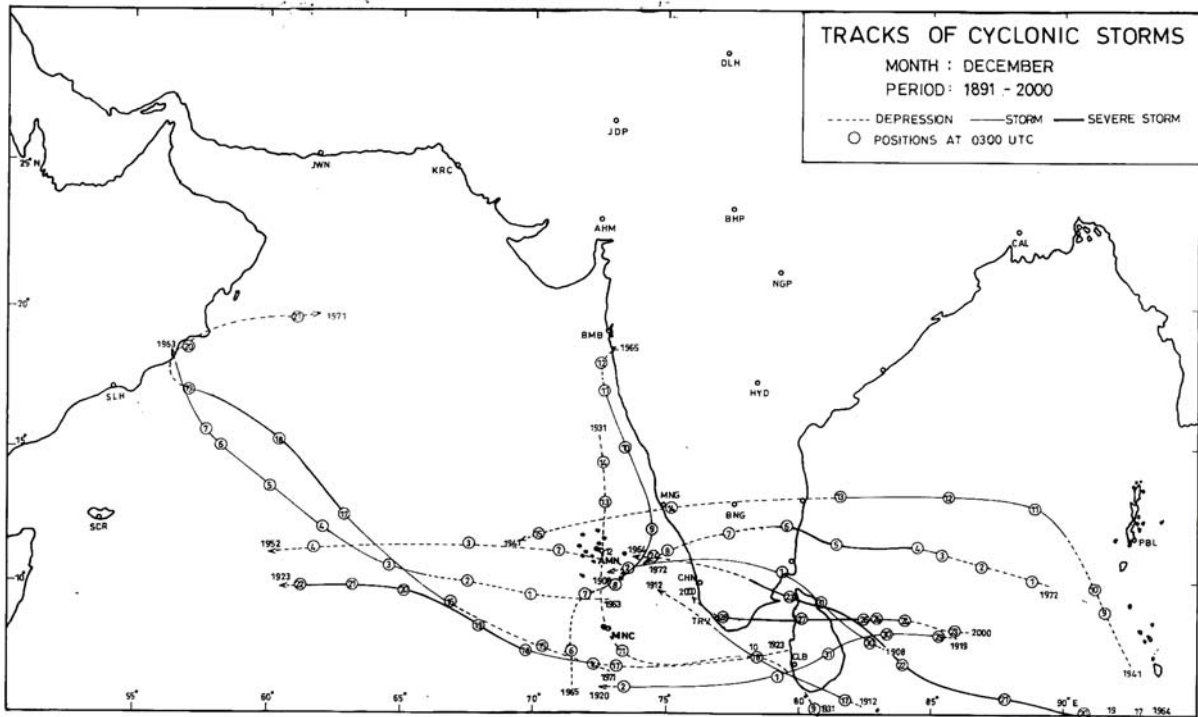 TRACKS OF CYCLONIC STORMS
MONTH : DECEMBER
PERIOD: 1891 - 2000
DEPRESSION STORM SEVERE STORM
POSITIONS AT 0300 UTC
DLH
JDP
25°N
JWN
KRC
AHM
BHP
CAL
NGP
20°
1971
BMB
1965
1963
SLH
HYD
15°
1931
MNG
BNG
SCR
PBL
1952
1941
AMN
1964
1972
1912
1908
10°
CHN
2000
1972
1923
1963
TRV
2000
MNC
1919
1923
CLB
1908
1971
1920
1965
1941
1931
1912
1964
55°
60°
65°
70°
75°
80°
85°
90°E